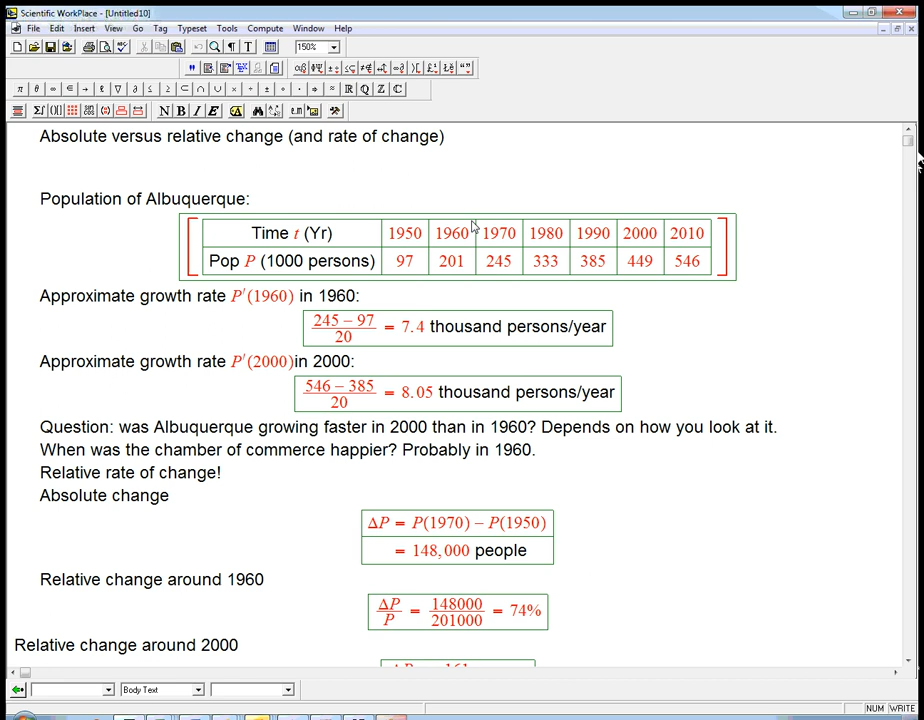 Scientific WorkPlace - [Untitled10]
File Edit Insert View Go Tag Typeset Tools Compute Window Help
150%
Absolute versus relative change (and rate of change)
Population of Albuquerque:
Time t (Yr) 1950 1960 1970 1980 1990 2000 2010
Pop P (1000 persons) 97 201 245 333 385 449 546
Approximate growth rate P′(1960) in 1960:
(245 − 97)/20 = 7.4 thousand persons/year
Approximate growth rate P′(2000)in 2000:
(546 − 385)/20 = 8.05 thousand persons/year
Question: was Albuquerque growing faster in 2000 than in 1960? Depends on how you look at it.
When was the chamber of commerce happier? Probably in 1960.
Relative rate of change!
Absolute change
ΔP = P(1970) − P(1950)
= 148,000 people
Relative change around 1960
ΔP/P = 148000/201000 = 74%
Relative change around 2000
Body Text
NUM WRITE